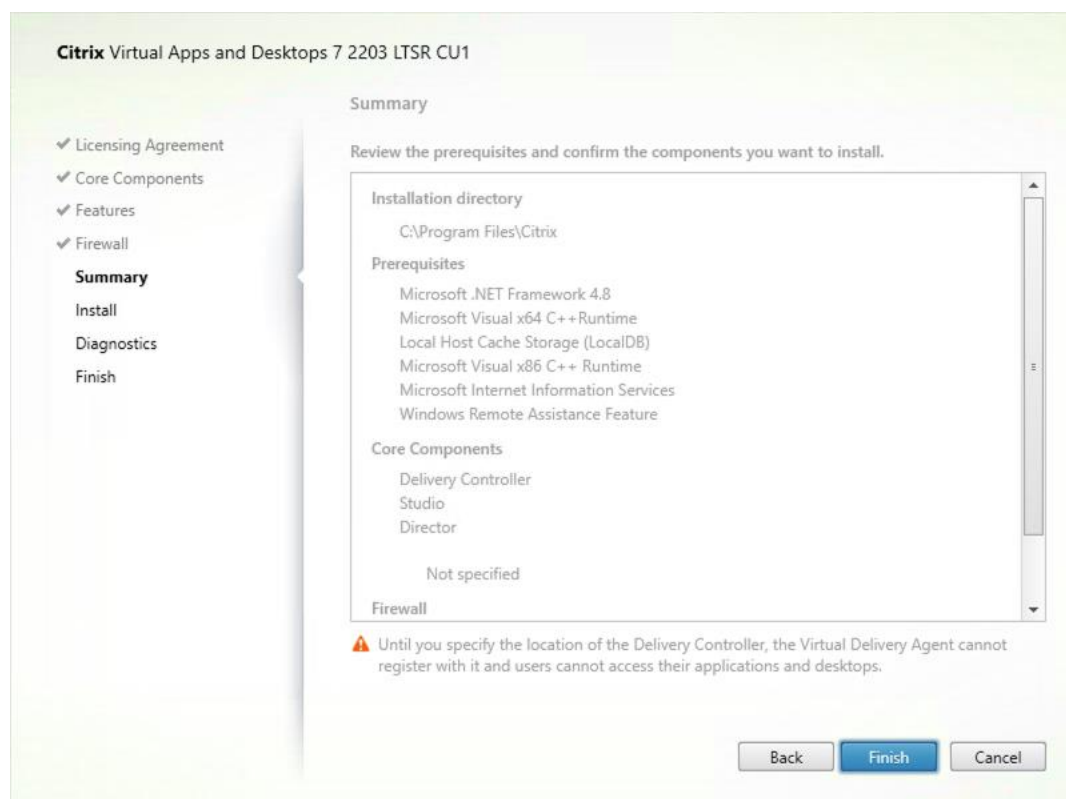 Citrix Virtual Apps and Desktops 7 2203 LTSR CU1
Licensing Agreement
Core Components
Features
Firewall
Summary
Install
Diagnostics
Finish
Summary
Review the prerequisites and confirm the components you want to install.
Installation directory
C:\Program Files\Citrix
Prerequisites
Microsoft .NET Framework 4.8
Microsoft Visual x64 C++Runtime
Local Host Cache Storage (LocalDB)
Microsoft Visual x86 C++ Runtime
Microsoft Internet Information Services
Windows Remote Assistance Feature
Core Components
Delivery Controller
Studio
Director
Not specified
Firewall
Until you specify the location of the Delivery Controller, the Virtual Delivery Agent cannot
register with it and users cannot access their applications and desktops.
Back
Finish
Cancel